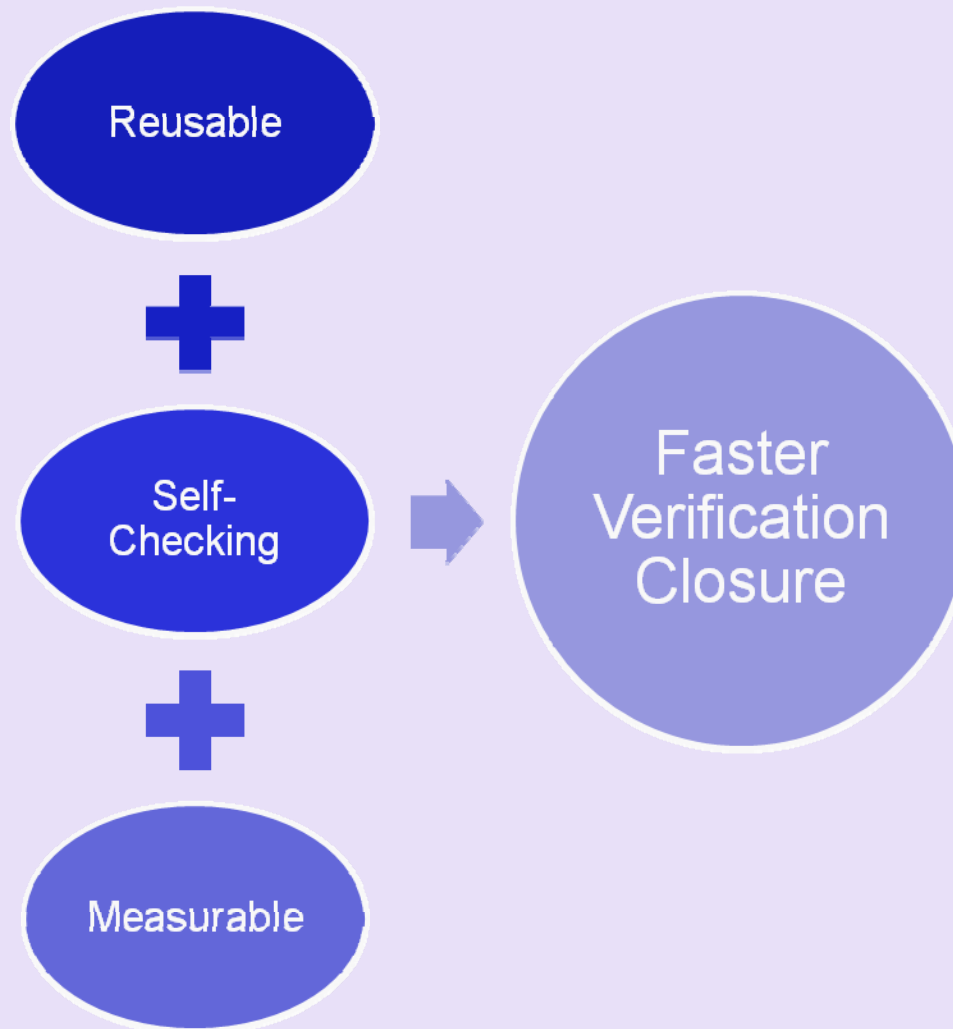 Reusable
Self-
Checking
Measurable
Faster
Verification
Closure